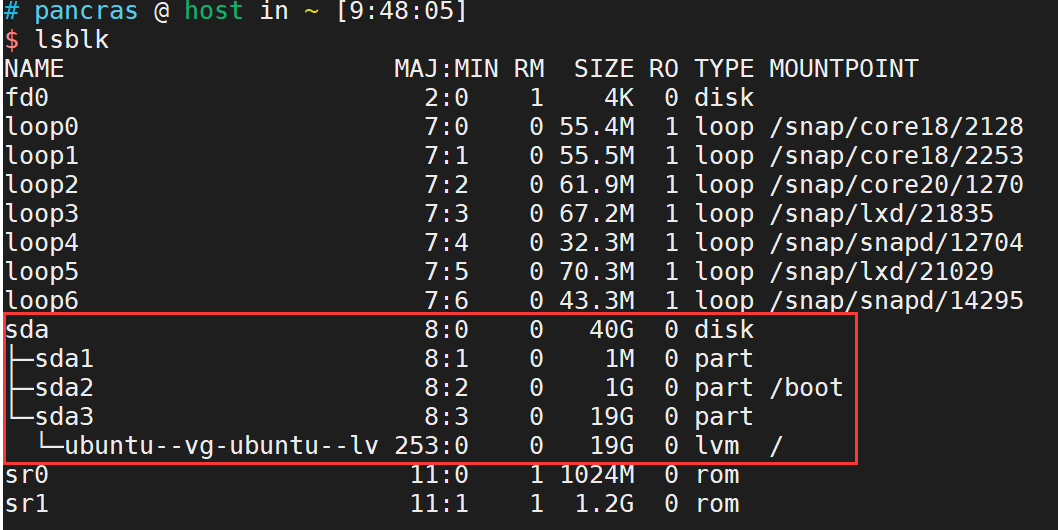 # pancras @ host in ~ [9:48:05]
$ lsblk
NAME                      MAJ:MIN RM   SIZE RO TYPE MOUNTPOINT
fd0                         2:0    1     4K  0 disk
loop0                       7:0    0  55.4M  1 loop /snap/core18/2128
loop1                       7:1    0  55.5M  1 loop /snap/core18/2253
loop2                       7:2    0  61.9M  1 loop /snap/core20/1270
loop3                       7:3    0  67.2M  1 loop /snap/lxd/21835
loop4                       7:4    0  32.3M  1 loop /snap/snapd/12704
loop5                       7:5    0  70.3M  1 loop /snap/lxd/21029
loop6                       7:6    0  43.3M  1 loop /snap/snapd/14295
sda                         8:0    0    40G  0 disk
├─sda1                      8:1    0     1M  0 part
├─sda2                      8:2    0     1G  0 part /boot
└─sda3                      8:3    0    19G  0 part
  └─ubuntu--vg-ubuntu--lv 253:0    0    19G  0 lvm  /
sr0                        11:0    1  1024M  0 rom
sr1                        11:1    1   1.2G  0 rom